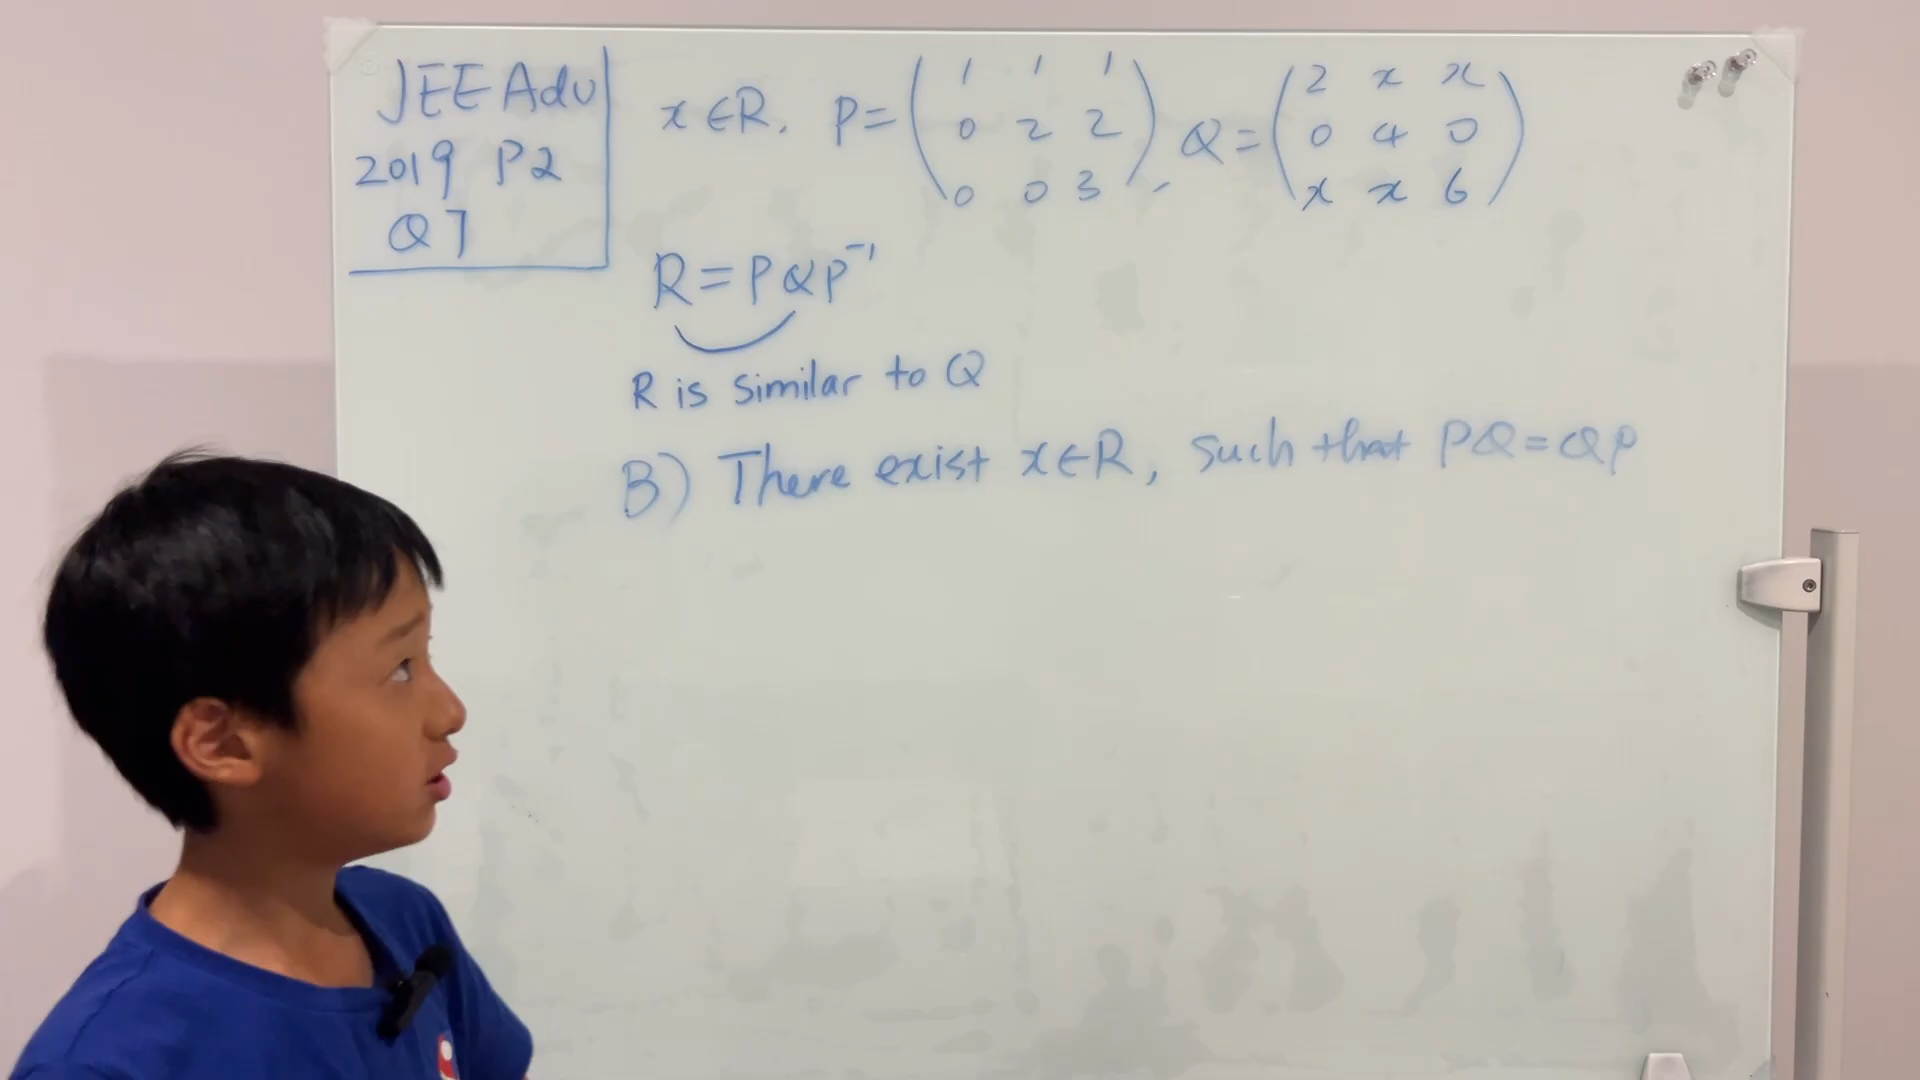 JEE Adv
2019 P2
Q7
x ∈ R, P = ( 1 1 1
0 2 2
0 0 3 ), Q = ( 2 x x
0 4 0
x x 6 )
R = PQP⁻¹
R is similar to Q
B) There exist x ∈ R, such that PQ = QP